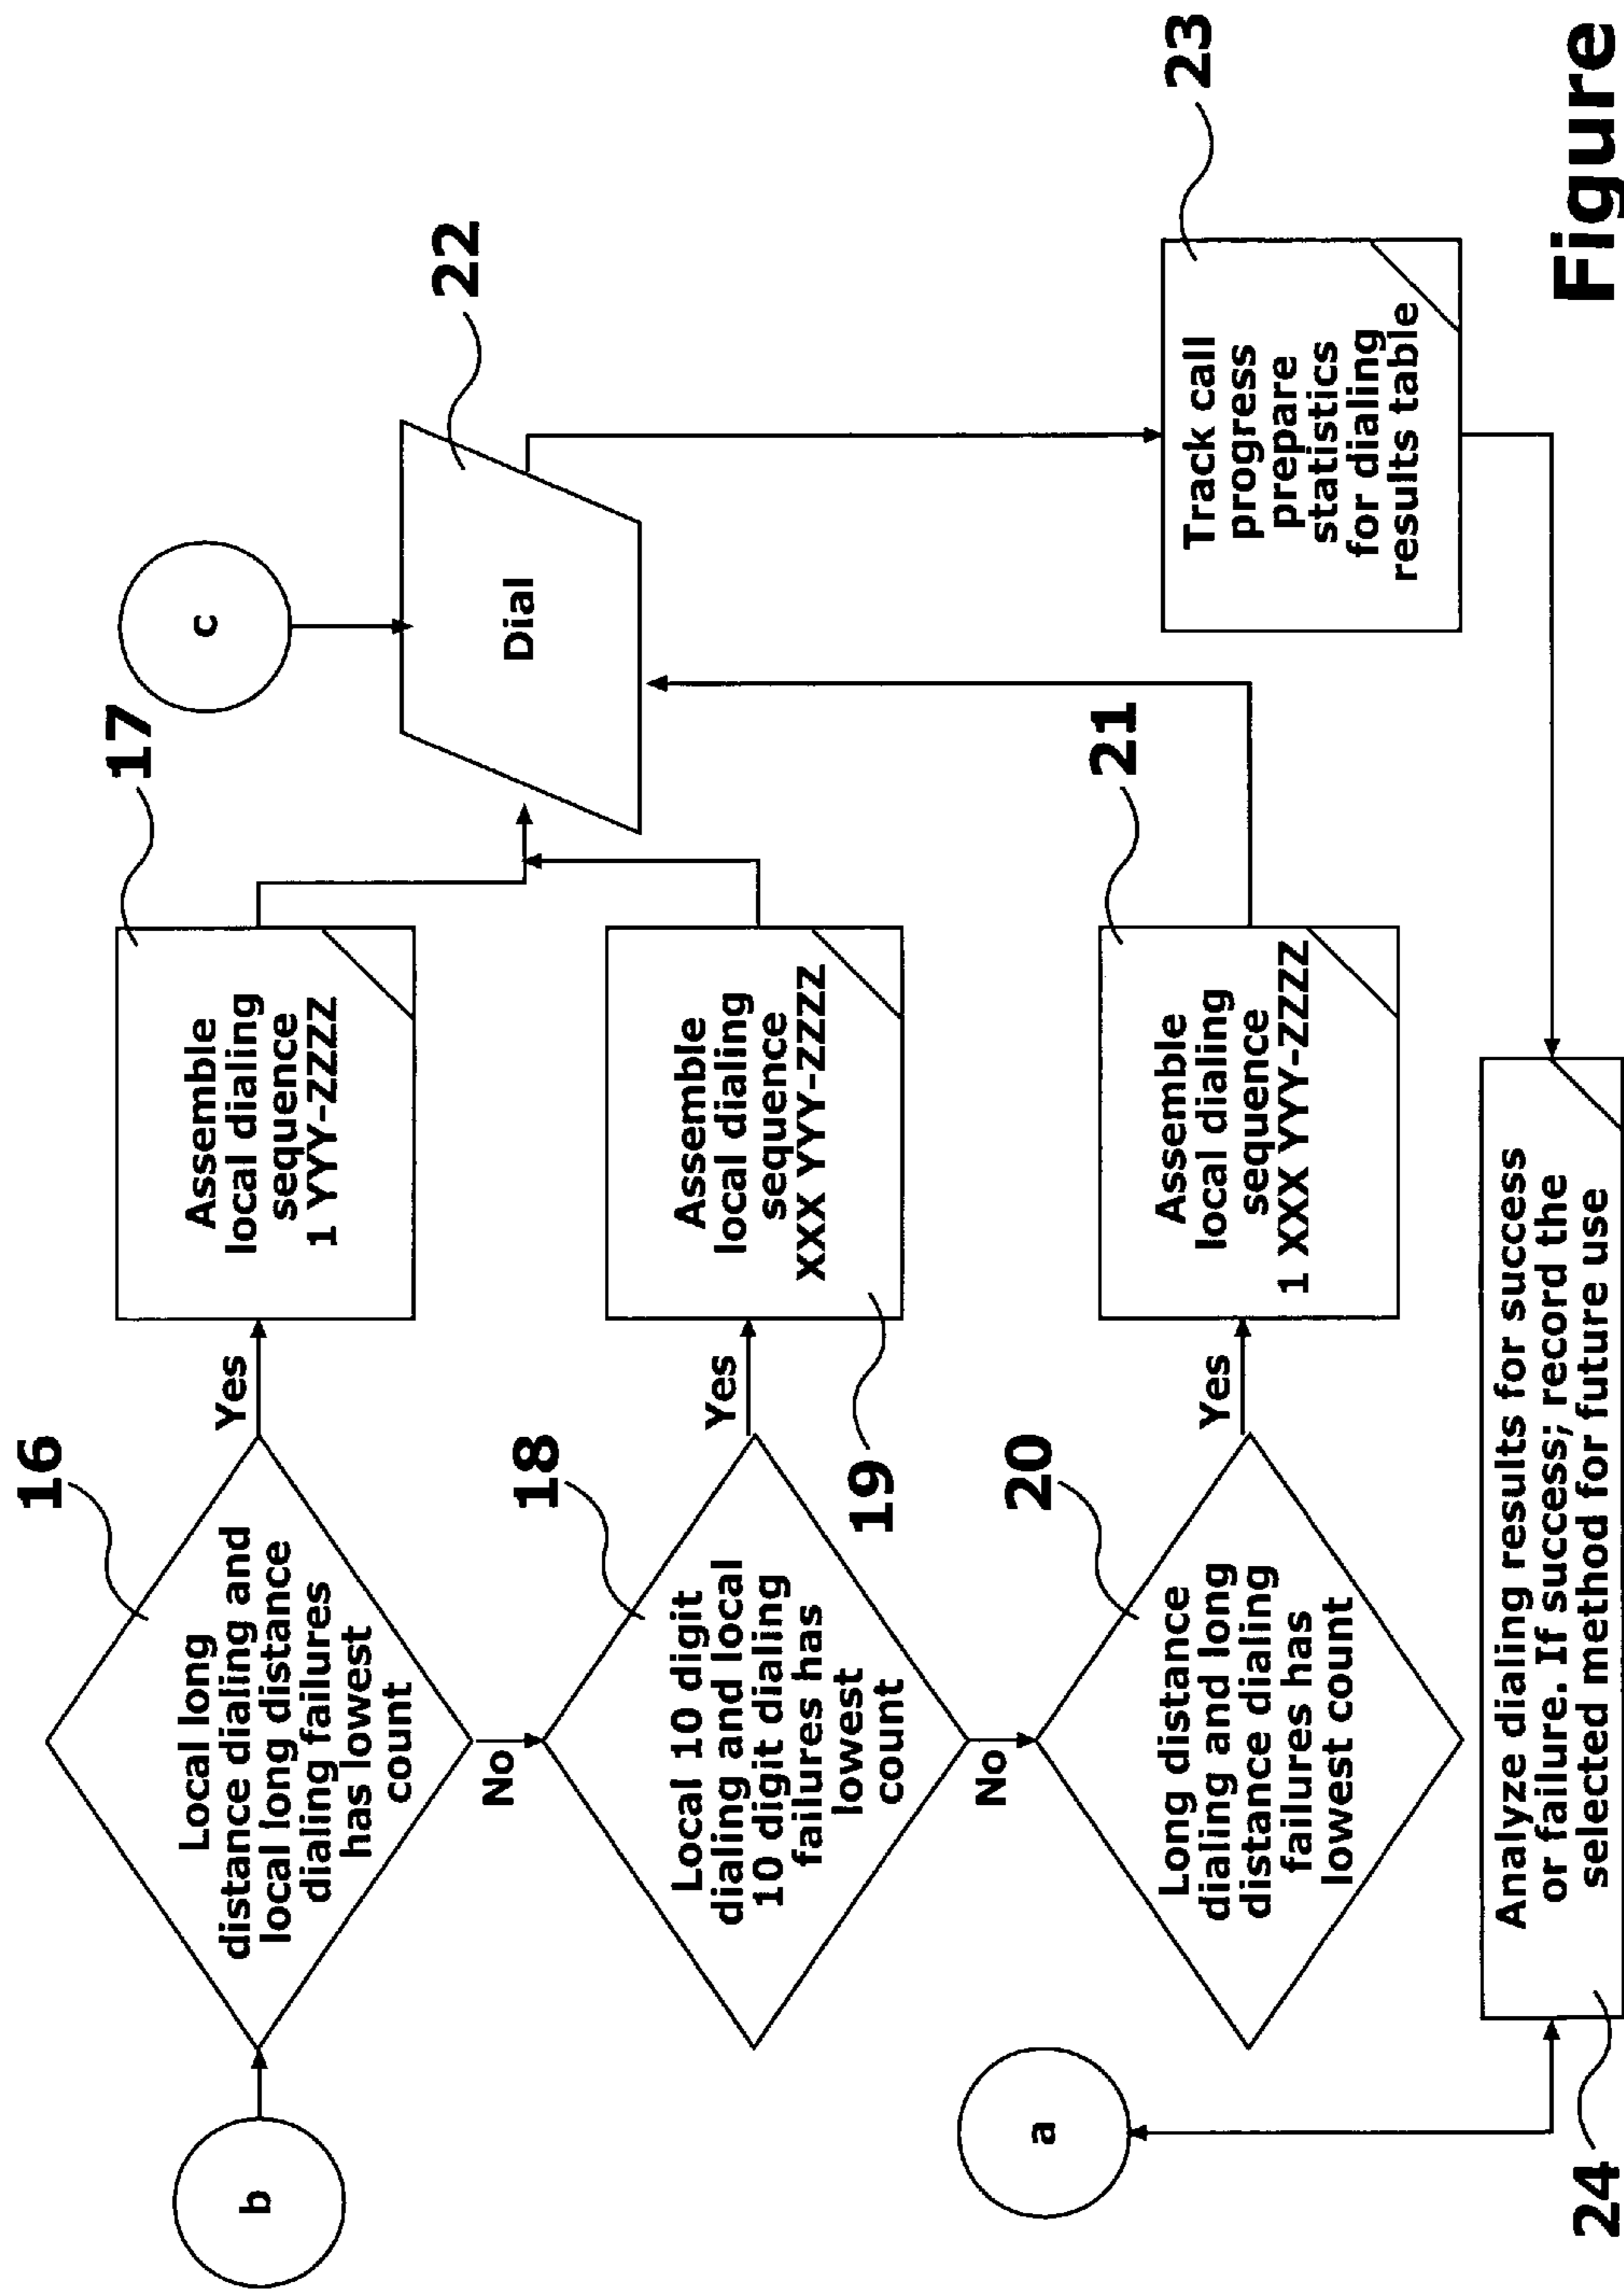 b
16
Local long
distance dialing and
local long distance
dialing failures
has lowest
count
Yes
17
Assemble
local dialing
sequence
1 YYY-ZZZZ
c
22
Dial
No
18
Local 10 digit
dialing and local
10 digit dialing
failures has
lowest
count
Yes
19
Assemble
local dialing
sequence
XXX YYY-ZZZZ
No
20
Long distance
dialing and long
distance dialing
failures has
lowest count
Yes
21
Assemble
local dialing
sequence
1 XXX YYY-ZZZZ
23
Track call
progress
prepare
statistics
for dialing
results table
a
24
Analyze dialing results for success
or failure. If success; record the
selected method for future use
Figure